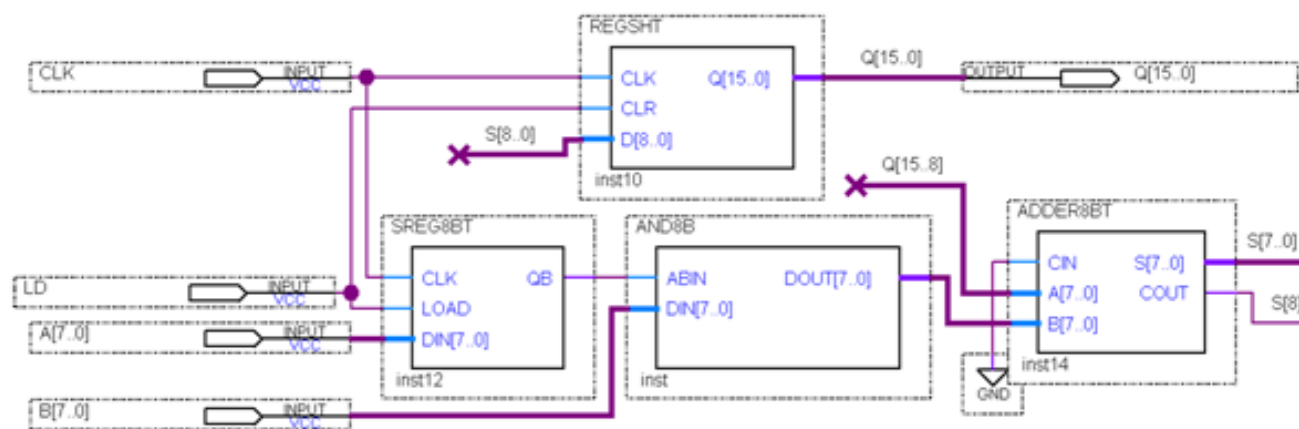 REGSHT
CLK INPUT VCC
CLK Q[15..0]
Q[15..0]
OUTPUT Q[15..0]
CLR
S[8..0]
D[8..0]
inst10
Q[15..8]
SREG8BT
AND8B
ADDER8BT
CLK QB
ABIN DOUT[7..0]
CIN S[7..0]
S[7..0]
LD INPUT VCC
LOAD
DIN[7..0]
A[7..0] COUT
S[8]
A[7..0] INPUT VCC
DIN[7..0]
B[7..0]
inst12
inst
inst14
GND
B[7..0] INPUT VCC